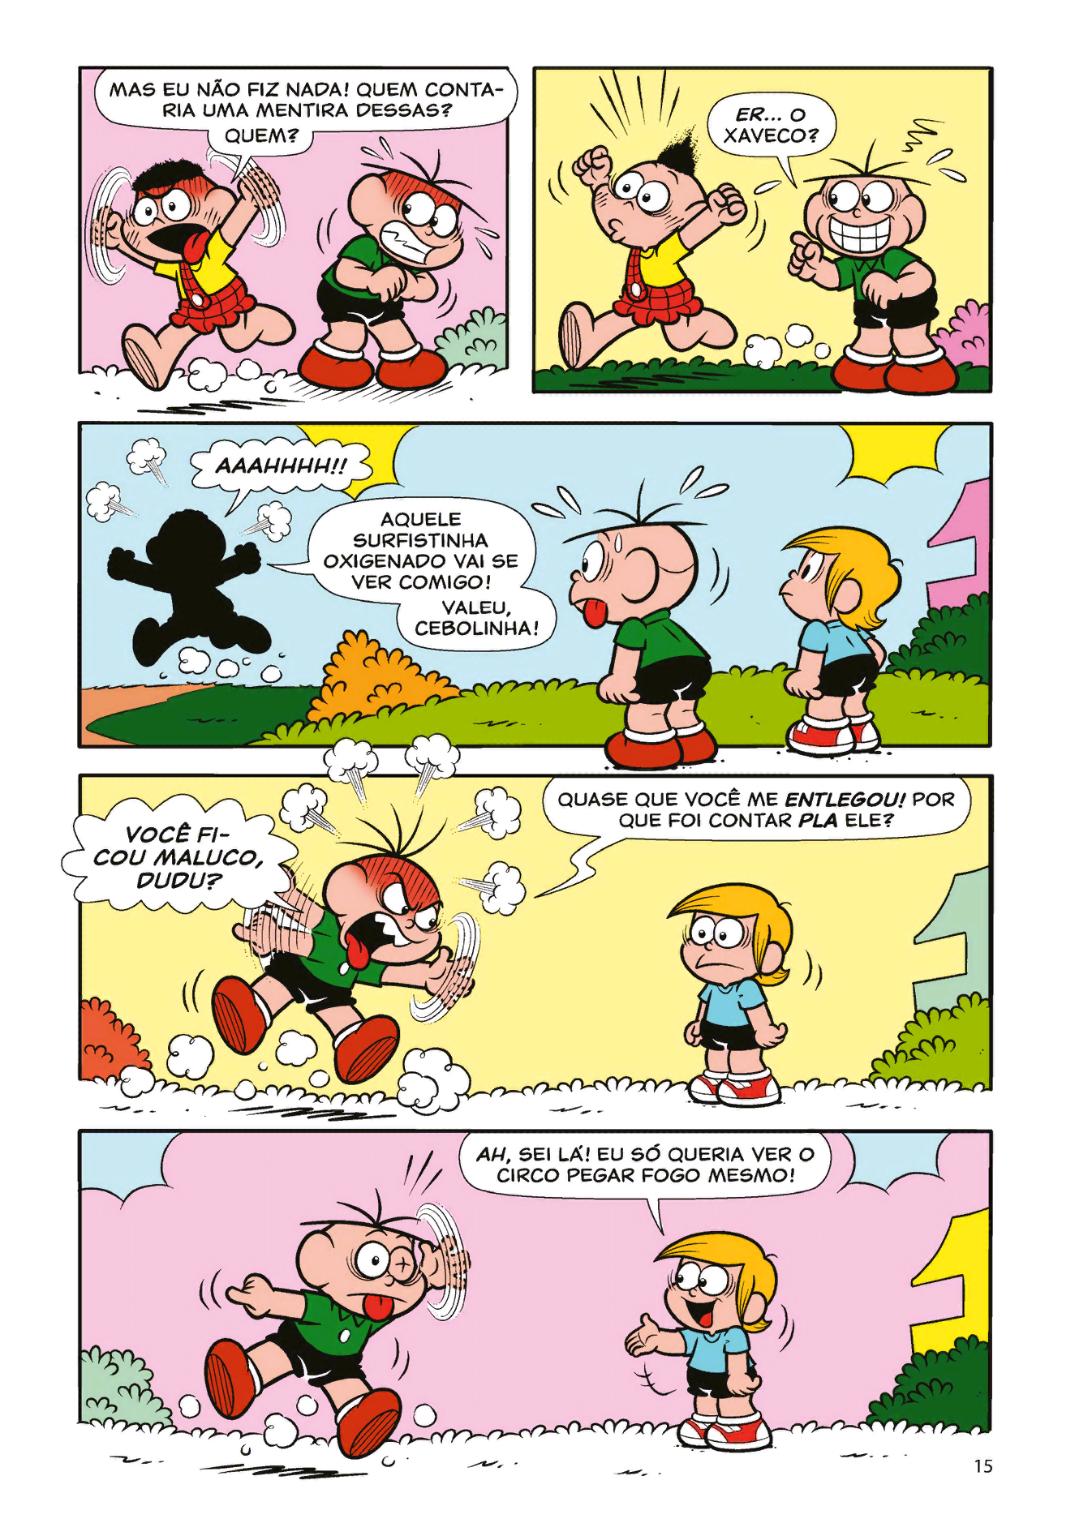 MAS EU NÃO FIZ NADA! QUEM CONTA-
RIA UMA MENTIRA DESSAS?
QUEM?
ER... O
XAVECO?
AAAHHHH!!
AQUELE
SURFISTINHA
OXIGENADO VAI SE
VER COMIGO!
VALEU,
CEBOLINHA!
VOCÊ FI-
COU MALUCO,
DUDU?
QUASE QUE VOCÊ ME ENTLEGOU! POR
QUE FOI CONTAR PLA ELE?
AH, SEI LÁ! EU SÓ QUERIA VER O
CIRCO PEGAR FOGO MESMO!
15